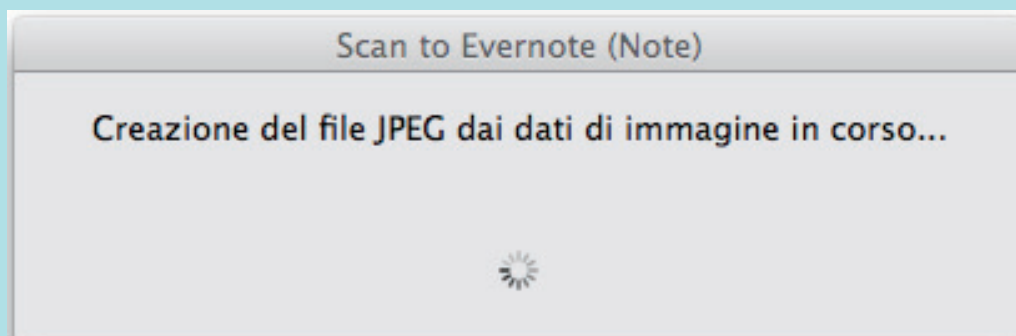 Scan to Evernote (Note)
Creazione del file JPEG dai dati di immagine in corso...